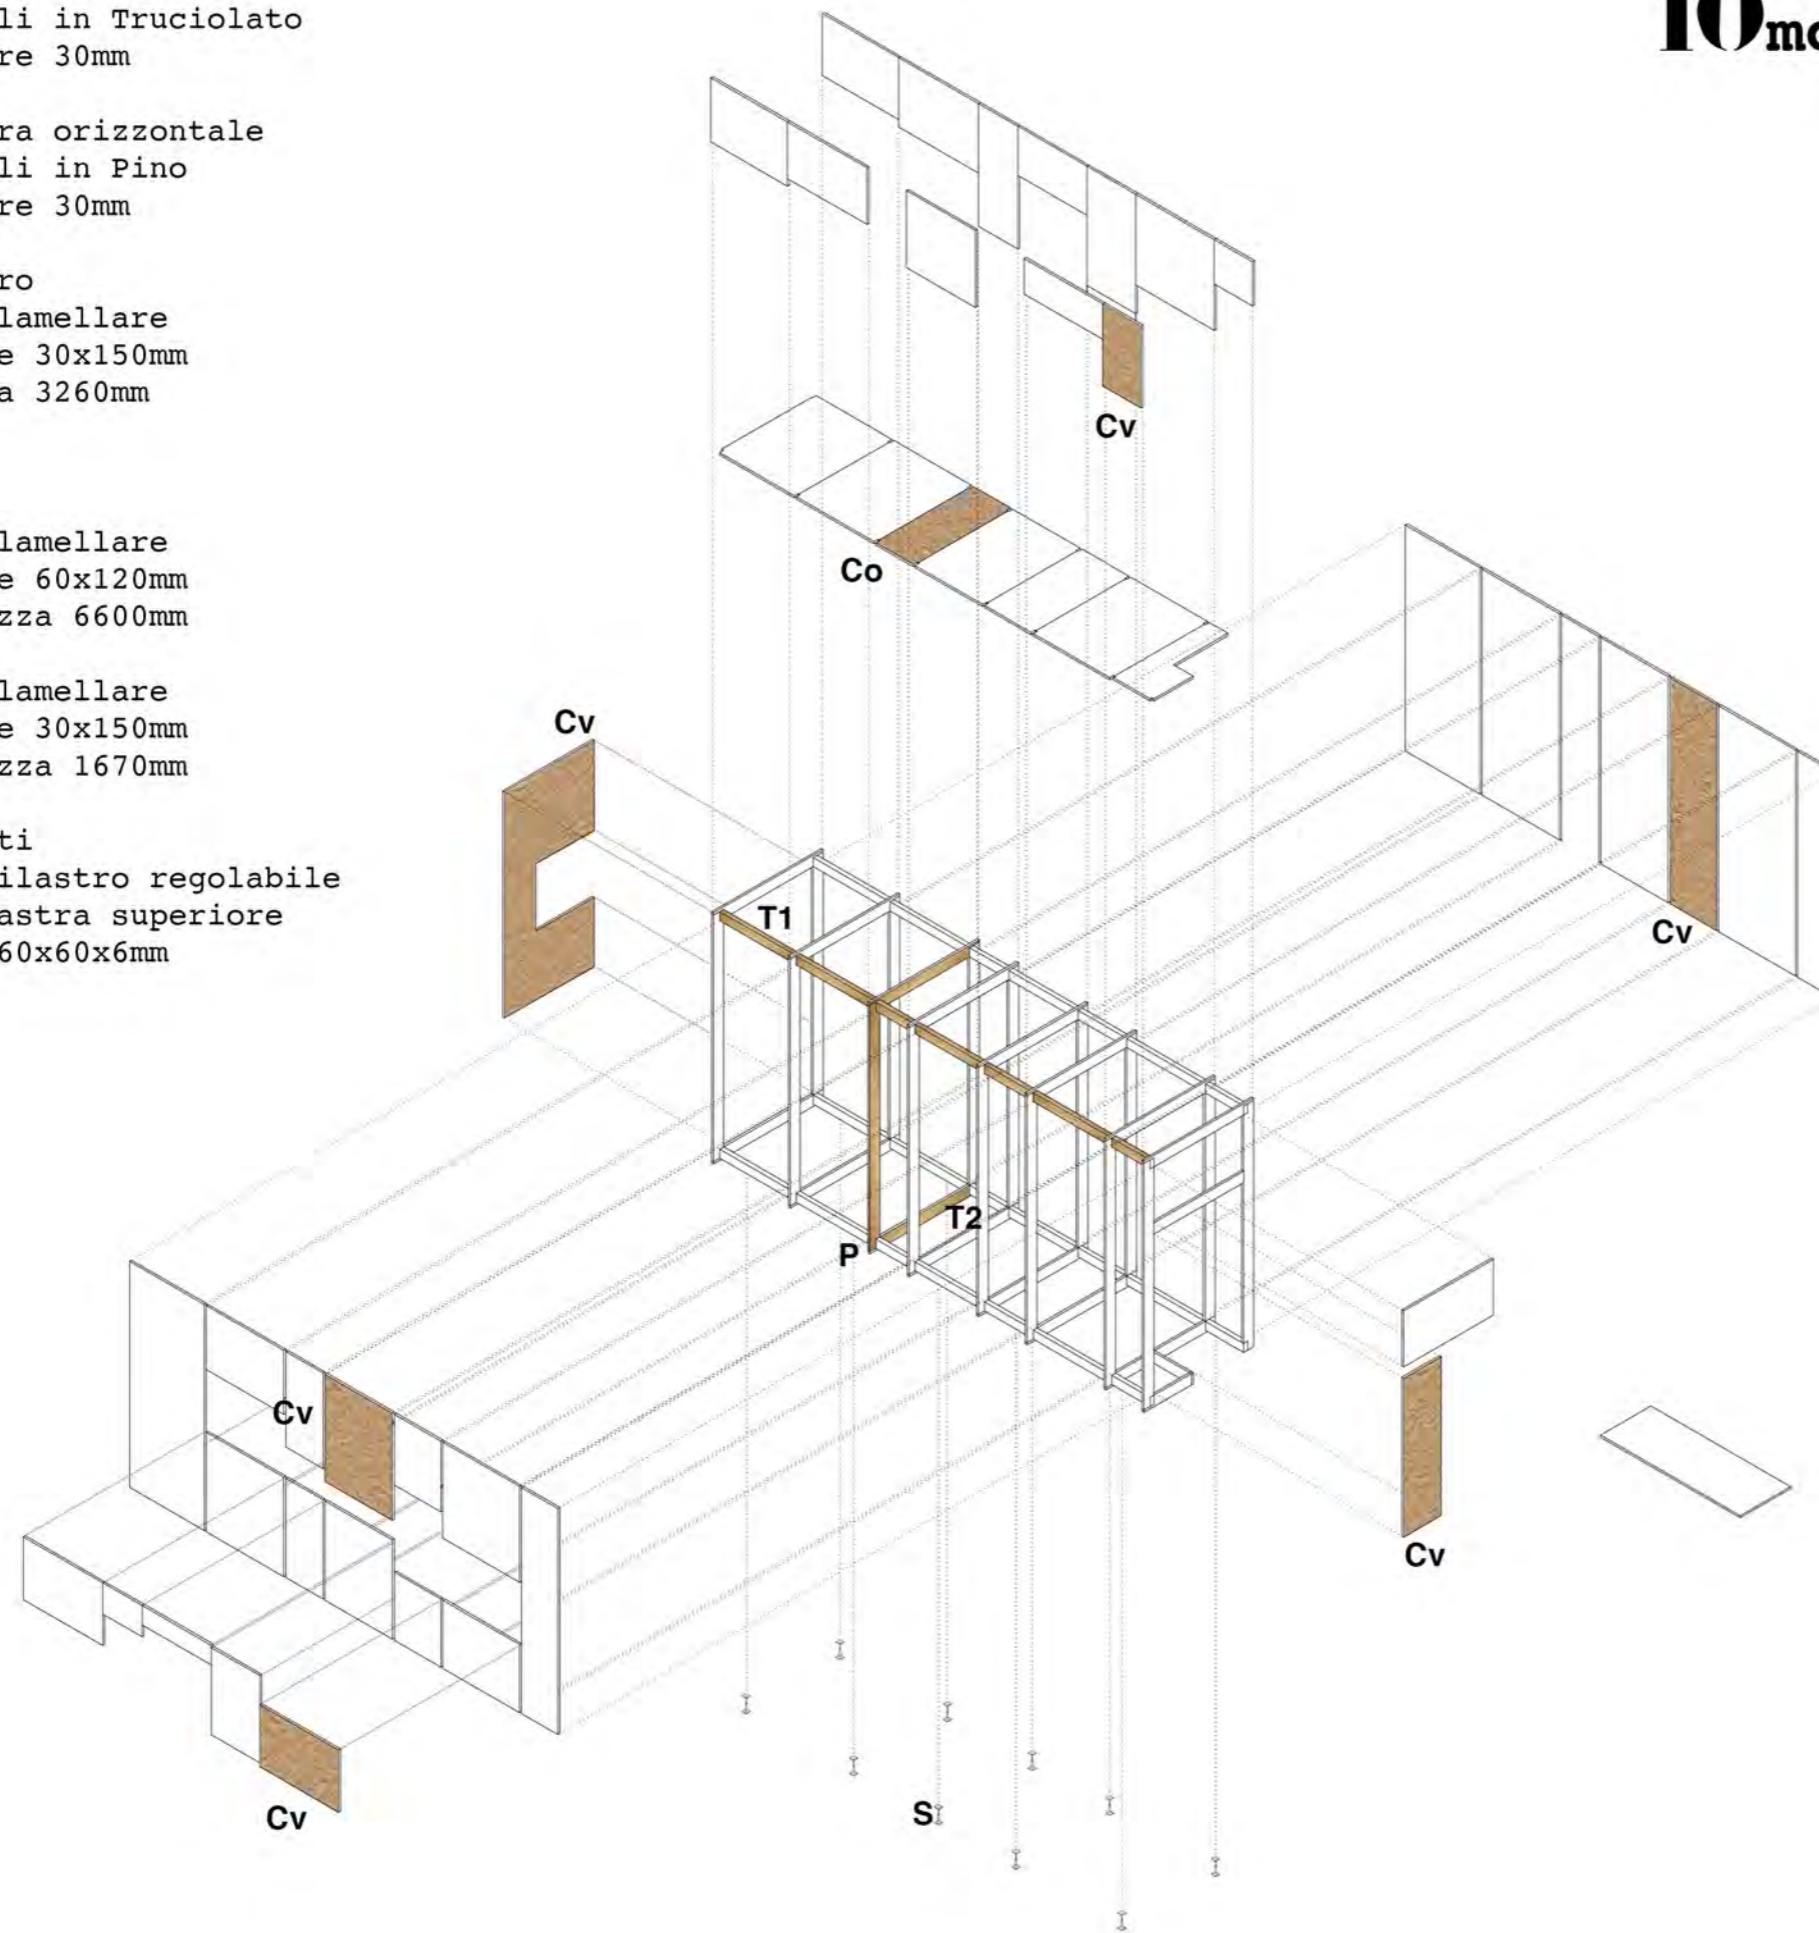 li in Truciolato
re 30mm
ra orizzontale
li in Pino
re 30mm
ro
lamellare
e 30x150mm
a 3260mm
lamellare
e 60x120mm
zza 6600mm
lamellare
e 30x150mm
zza 1670mm
ti
ilastro regolabile
astra superiore
60x60x6mm
10mo
Cv
Co
Cv
Cv
T1
T2
P
Cv
Cv
S
Cv